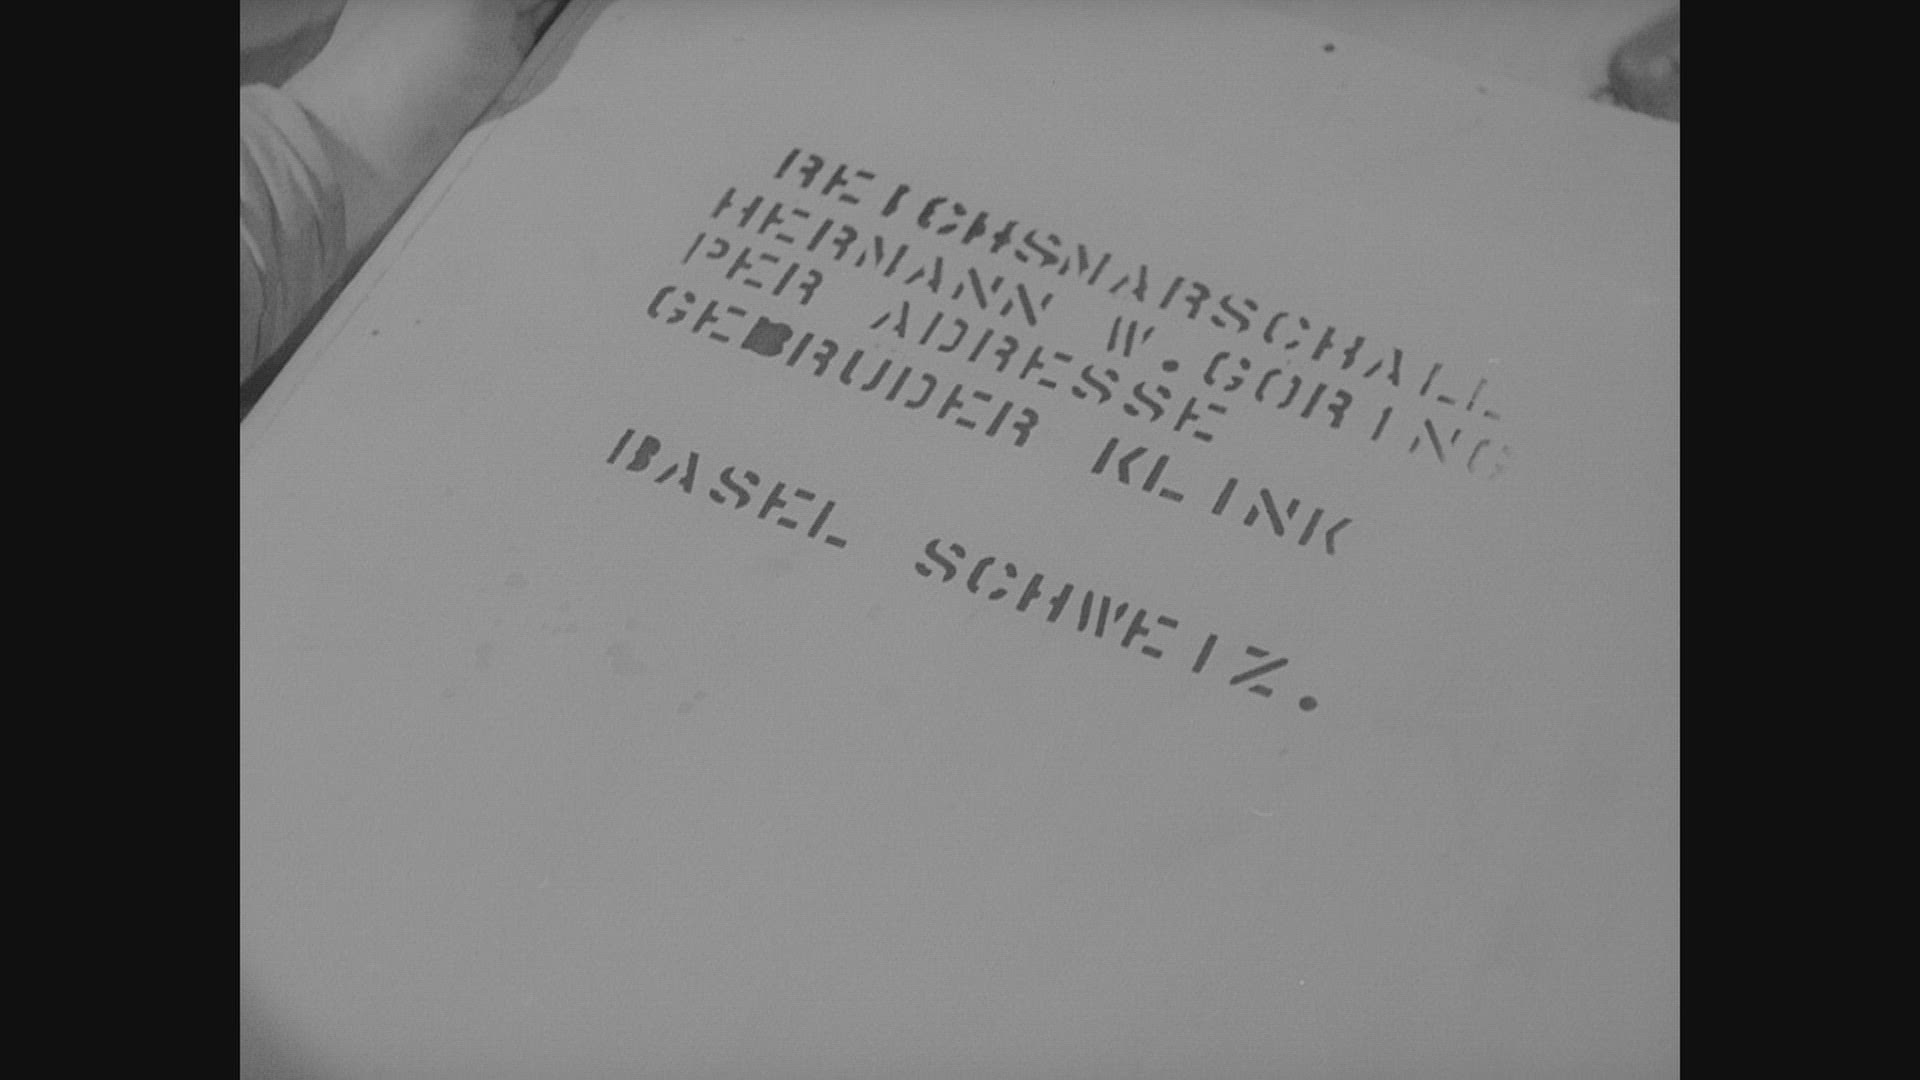 REICHSMARSCHALL
HERMANN W. GORING
PER ADRESSE
GEBRUDER KLINK
BASEL SCHWEIZ.